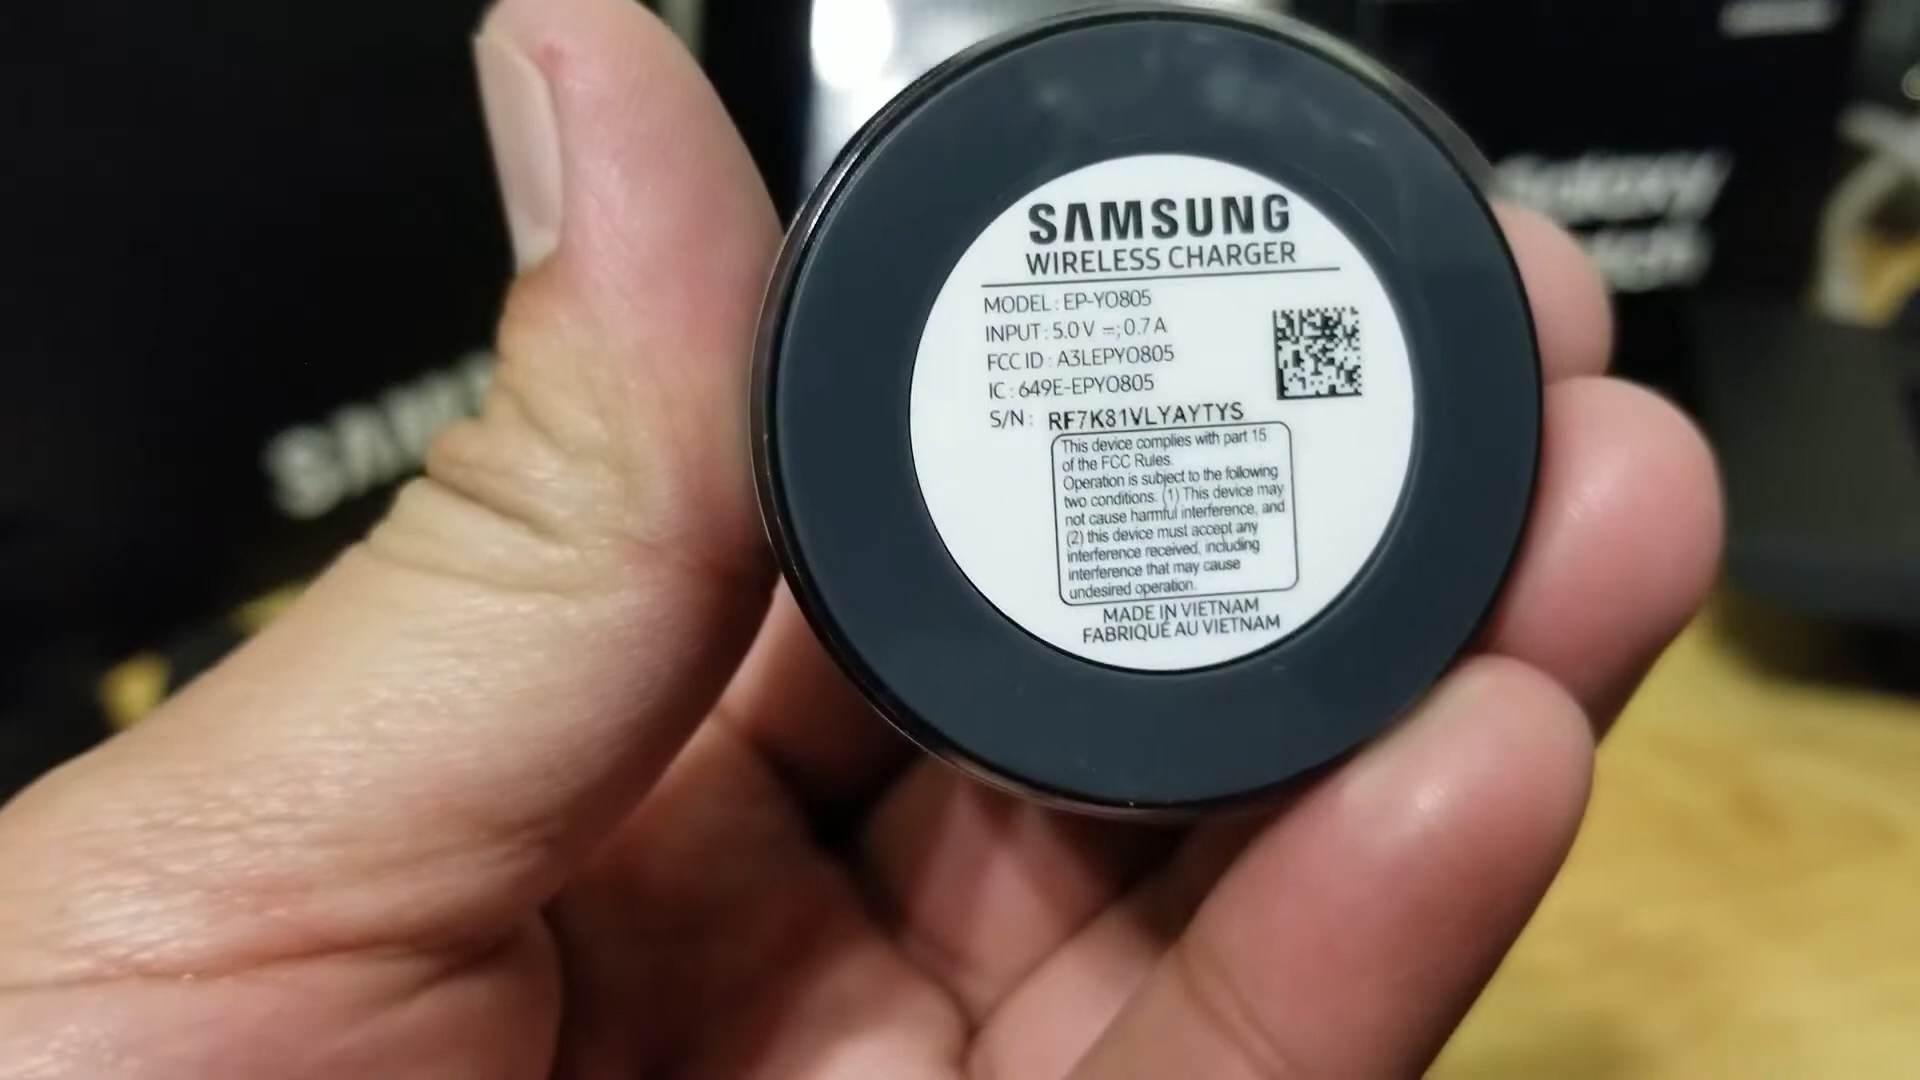 SAMSUNG
WIRELESS CHARGER
MODEL : EP-YO805
INPUT : 5.0 V ⎓; 0.7 A
FCC ID : A3LEPYO805
IC : 649E-EPYO805
S/N : RF7K81VLYAYTYS
This device complies with part 15
of the FCC Rules.
Operation is subject to the following
two conditions: (1) This device may
not cause harmful interference, and
(2) this device must accept any
interference received, including
interference that may cause
undesired operation.
MADE IN VIETNAM
FABRIQUÉ AU VIETNAM
Galaxy